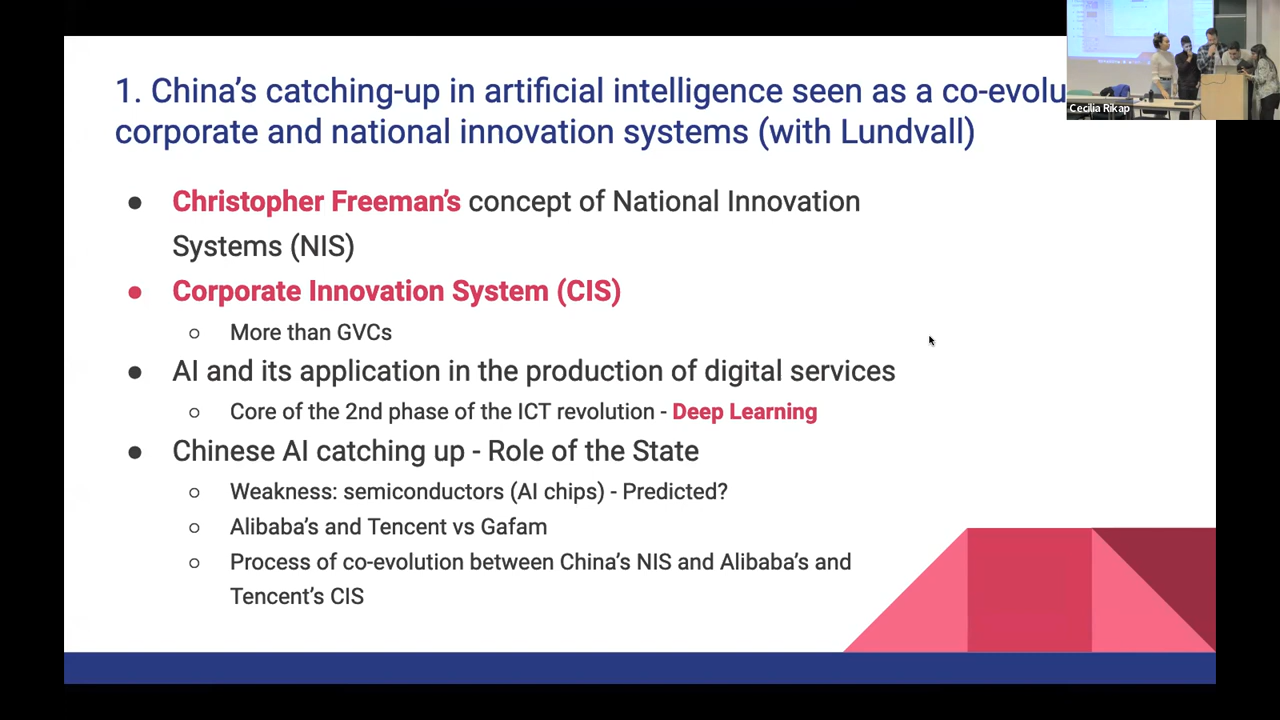 1. China's catching-up in artificial intelligence seen as a co-evolu
corporate and national innovation systems (with Lundvall)
Cecilia Rikap
● Christopher Freeman's concept of National Innovation
Systems (NIS)
● Corporate Innovation System (CIS)
○ More than GVCs
● AI and its application in the production of digital services
○ Core of the 2nd phase of the ICT revolution - Deep Learning
● Chinese AI catching up - Role of the State
○ Weakness: semiconductors (AI chips) - Predicted?
○ Alibaba's and Tencent vs Gafam
○ Process of co-evolution between China's NIS and Alibaba's and
Tencent's CIS